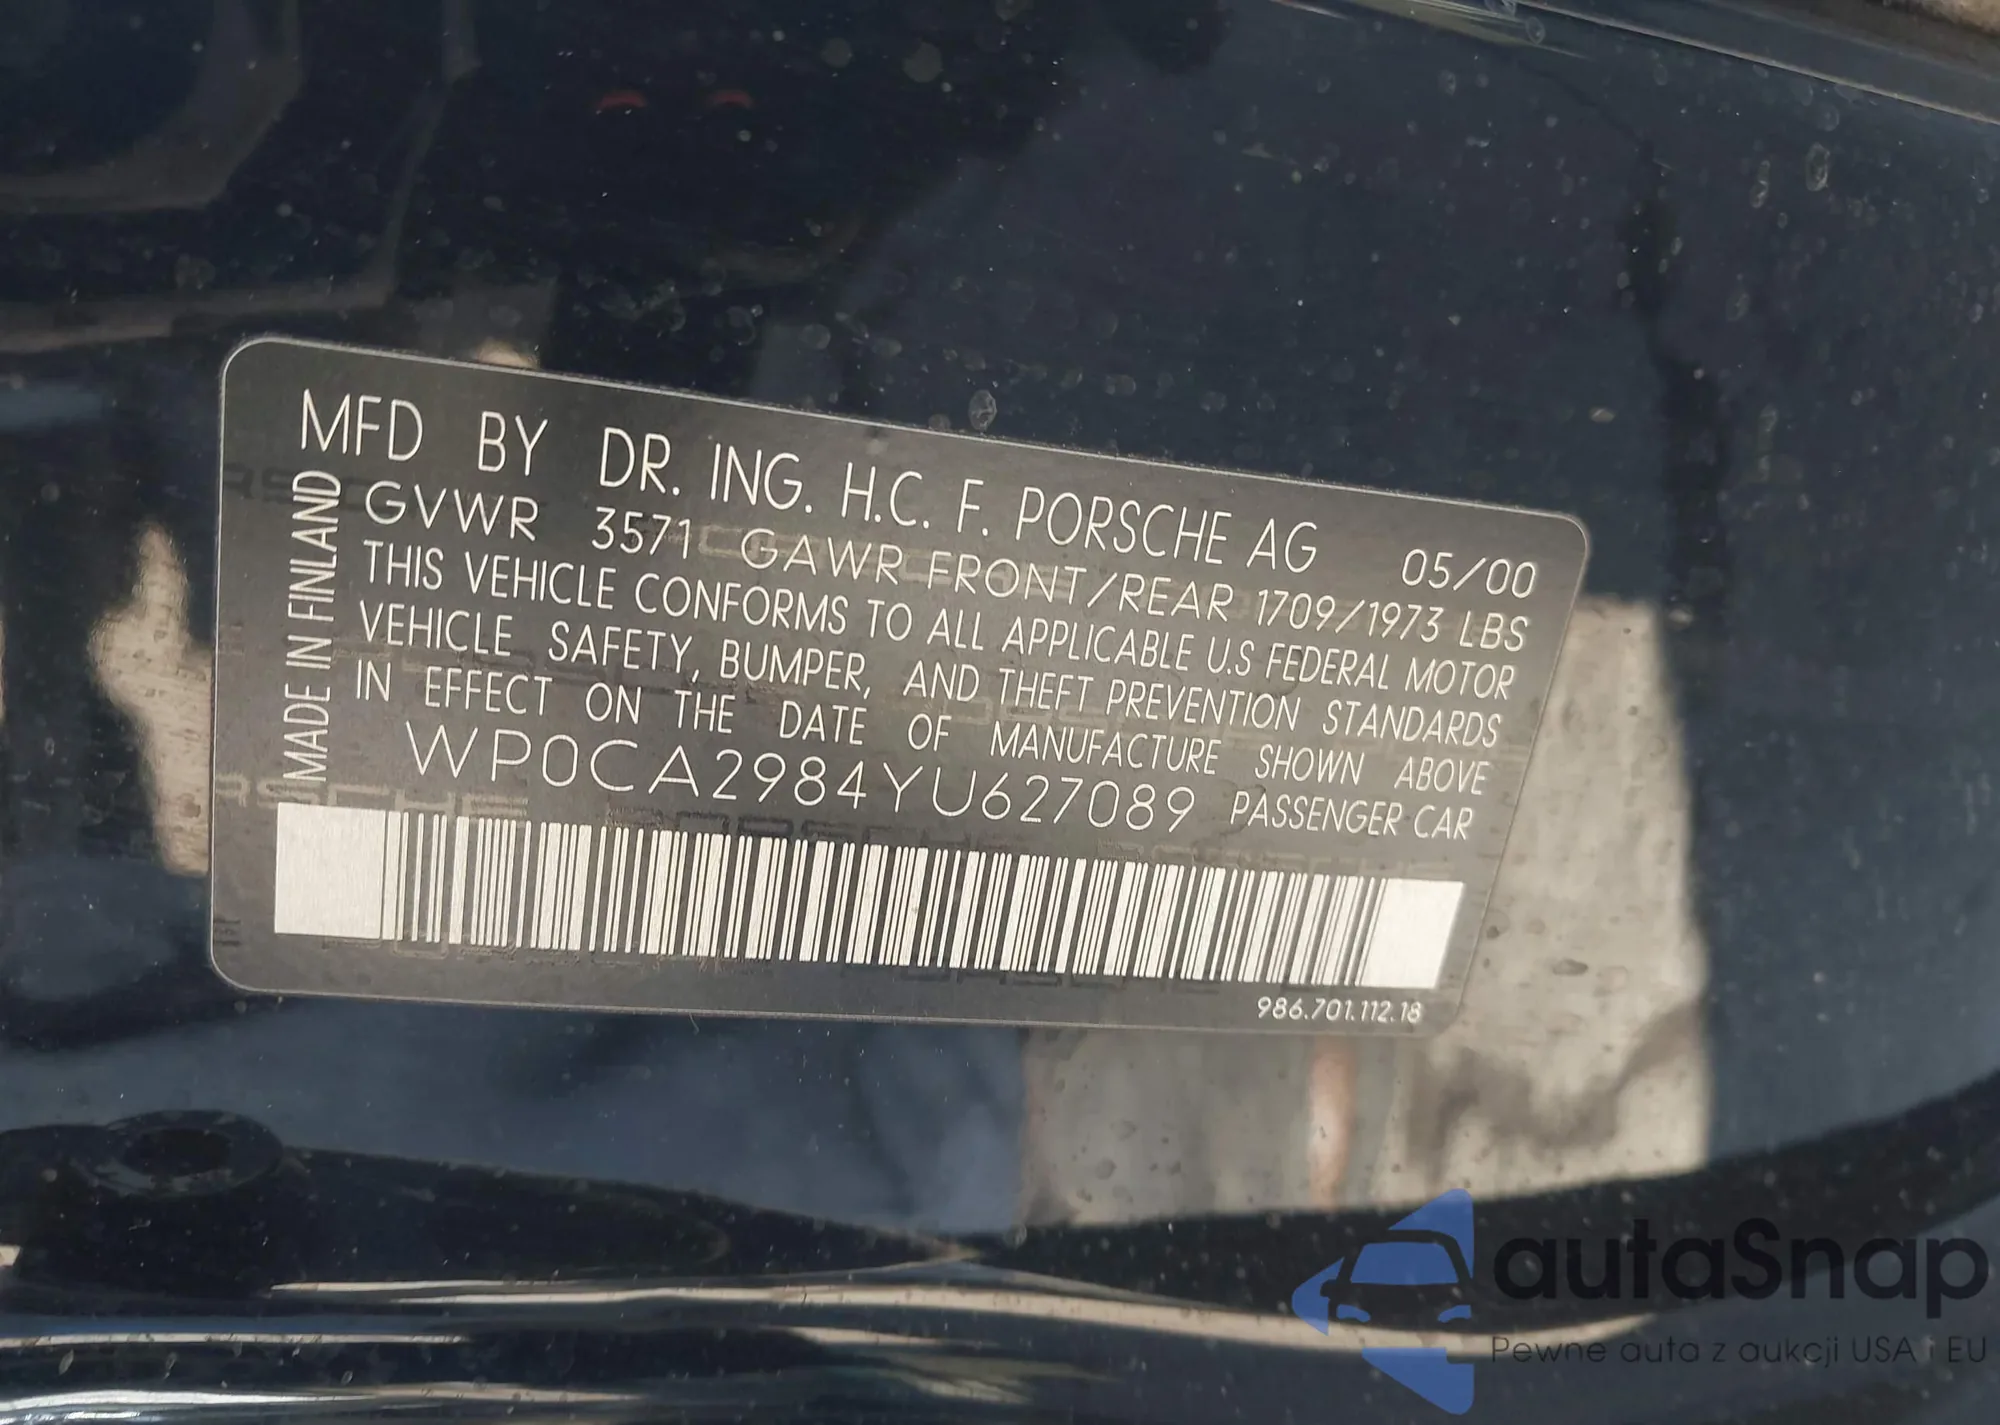 MFD BY DR. ING. H.C. F. PORSCHE AG 05/00
GVWR 3571 GAWR FRONT/REAR 1709/1973 LBS
THIS VEHICLE CONFORMS TO ALL APPLICABLE U.S FEDERAL MOTOR
VEHICLE SAFETY, BUMPER, AND THEFT PREVENTION STANDARDS
IN EFFECT ON THE DATE OF MANUFACTURE SHOWN ABOVE
WP0CA2984YU627089 PASSENGER CAR
MADE IN FINLAND
986.701.112.18
autaSnap
Pewne auta z aukcji USA i EU